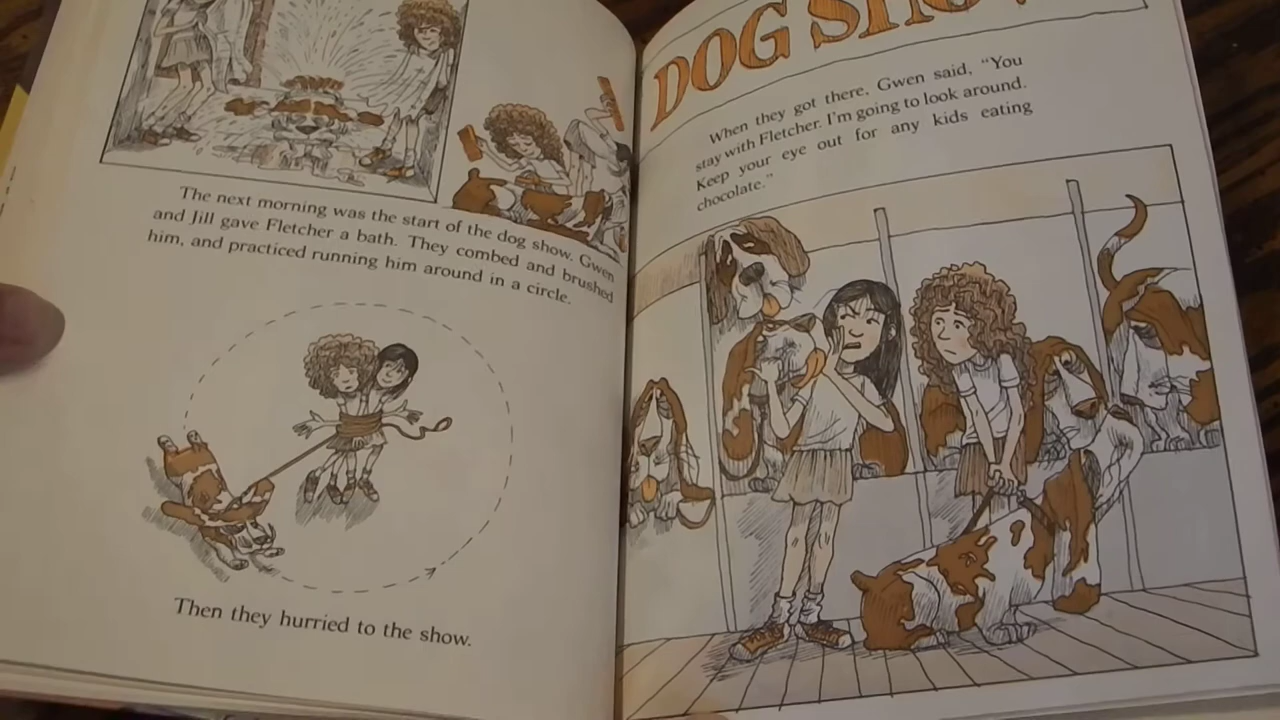 The next morning was the start of the dog show. Gwen
and Jill gave Fletcher a bath. They combed and brushed
him, and practiced running him around in a circle.
Then they hurried to the show.
DOG SHOW
When they got there, Gwen said, “You
stay with Fletcher. I’m going to look around.
Keep your eye out for any kids eating
chocolate.”